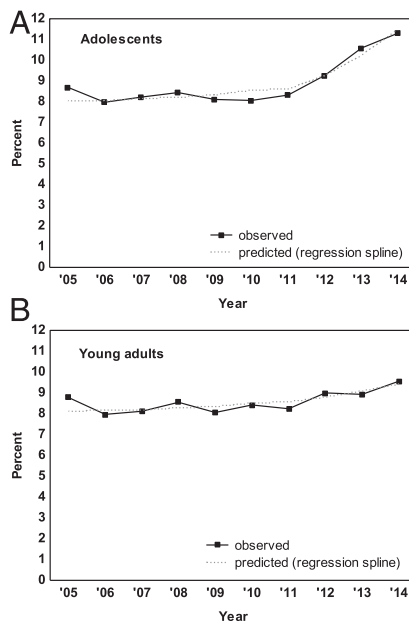 A
Adolescents
12
11
10
9
8
7
6
5
4
3
2
1
0
Percent
observed
predicted (regression spline)
'05 '06 '07 '08 '09 '10 '11 '12 '13 '14
Year
B
Young adults
12
11
10
9
8
7
6
5
4
3
2
1
0
Percent
observed
predicted (regression spline)
'05 '06 '07 '08 '09 '10 '11 '12 '13 '14
Year